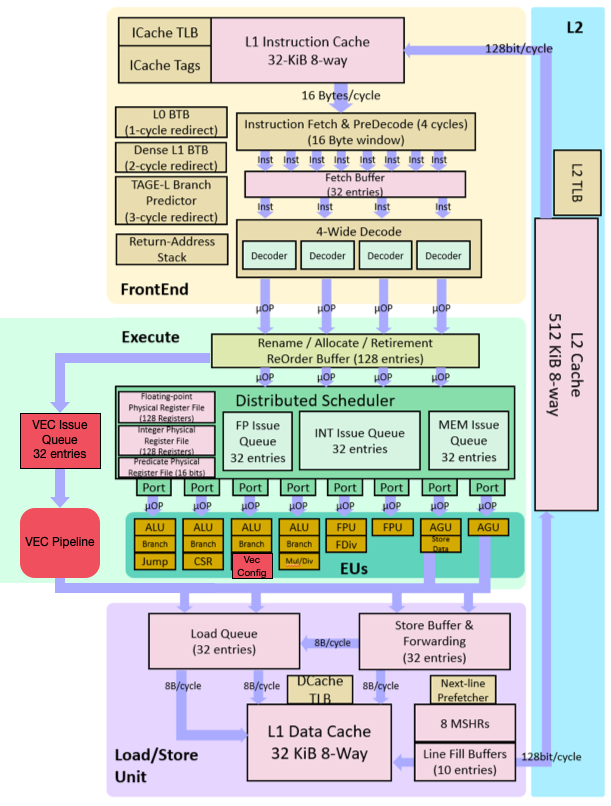 ICache TLB
ICache Tags
L1 Instruction Cache
32-KiB 8-way
128bit/cycle
L2
16 Bytes/cycle
L0 BTB
(1-cycle redirect)
Dense L1 BTB
(2-cycle redirect)
TAGE-L Branch
Predictor
(3-cycle redirect)
Return-Address
Stack
FrontEnd
Instruction Fetch & PreDecode (4 cycles)
(16 Byte window)
Inst Inst Inst Inst Inst Inst Inst Inst
Fetch Buffer
(32 entries)
Inst Inst Inst Inst
4-Wide Decode
Decoder Decoder Decoder Decoder
μOP μOP μOP μOP
L2 TLB
L2 Cache
512 KiB 8-way
Execute
Rename / Allocate / Retirement
ReOrder Buffer (128 entries)
μOP μOP μOP μOP
VEC Issue
Queue
32 entries
VEC Pipeline
Floating-point
Physical Register File
(128 Registers)
Integer Physical
Register File
(128 Registers)
Predicate Physical
Register File (16 bits)
Distributed Scheduler
FP Issue
Queue
32 entries
INT Issue Queue
32 entries
MEM Issue
Queue
32 entries
Port Port Port Port Port Port Port Port
μOP μOP μOP μOP μOP μOP μOP μOP
ALU ALU ALU ALU FPU FPU AGU AGU
Branch Branch Branch Branch FDiv Store
Data
Jump CSR Vec
Config Mul/Div
EUs
Load Queue
(32 entries)
8B/cycle
Store Buffer &
Forwarding
(32 entries)
8B/cycle 8B/cycle 8B/cycle
DCache
TLB
Next-line
Prefetcher
L1 Data Cache
32 KiB 8-Way
8 MSHRs
Line Fill Buffers
(10 entries)
128bit/cycle
Load/Store
Unit